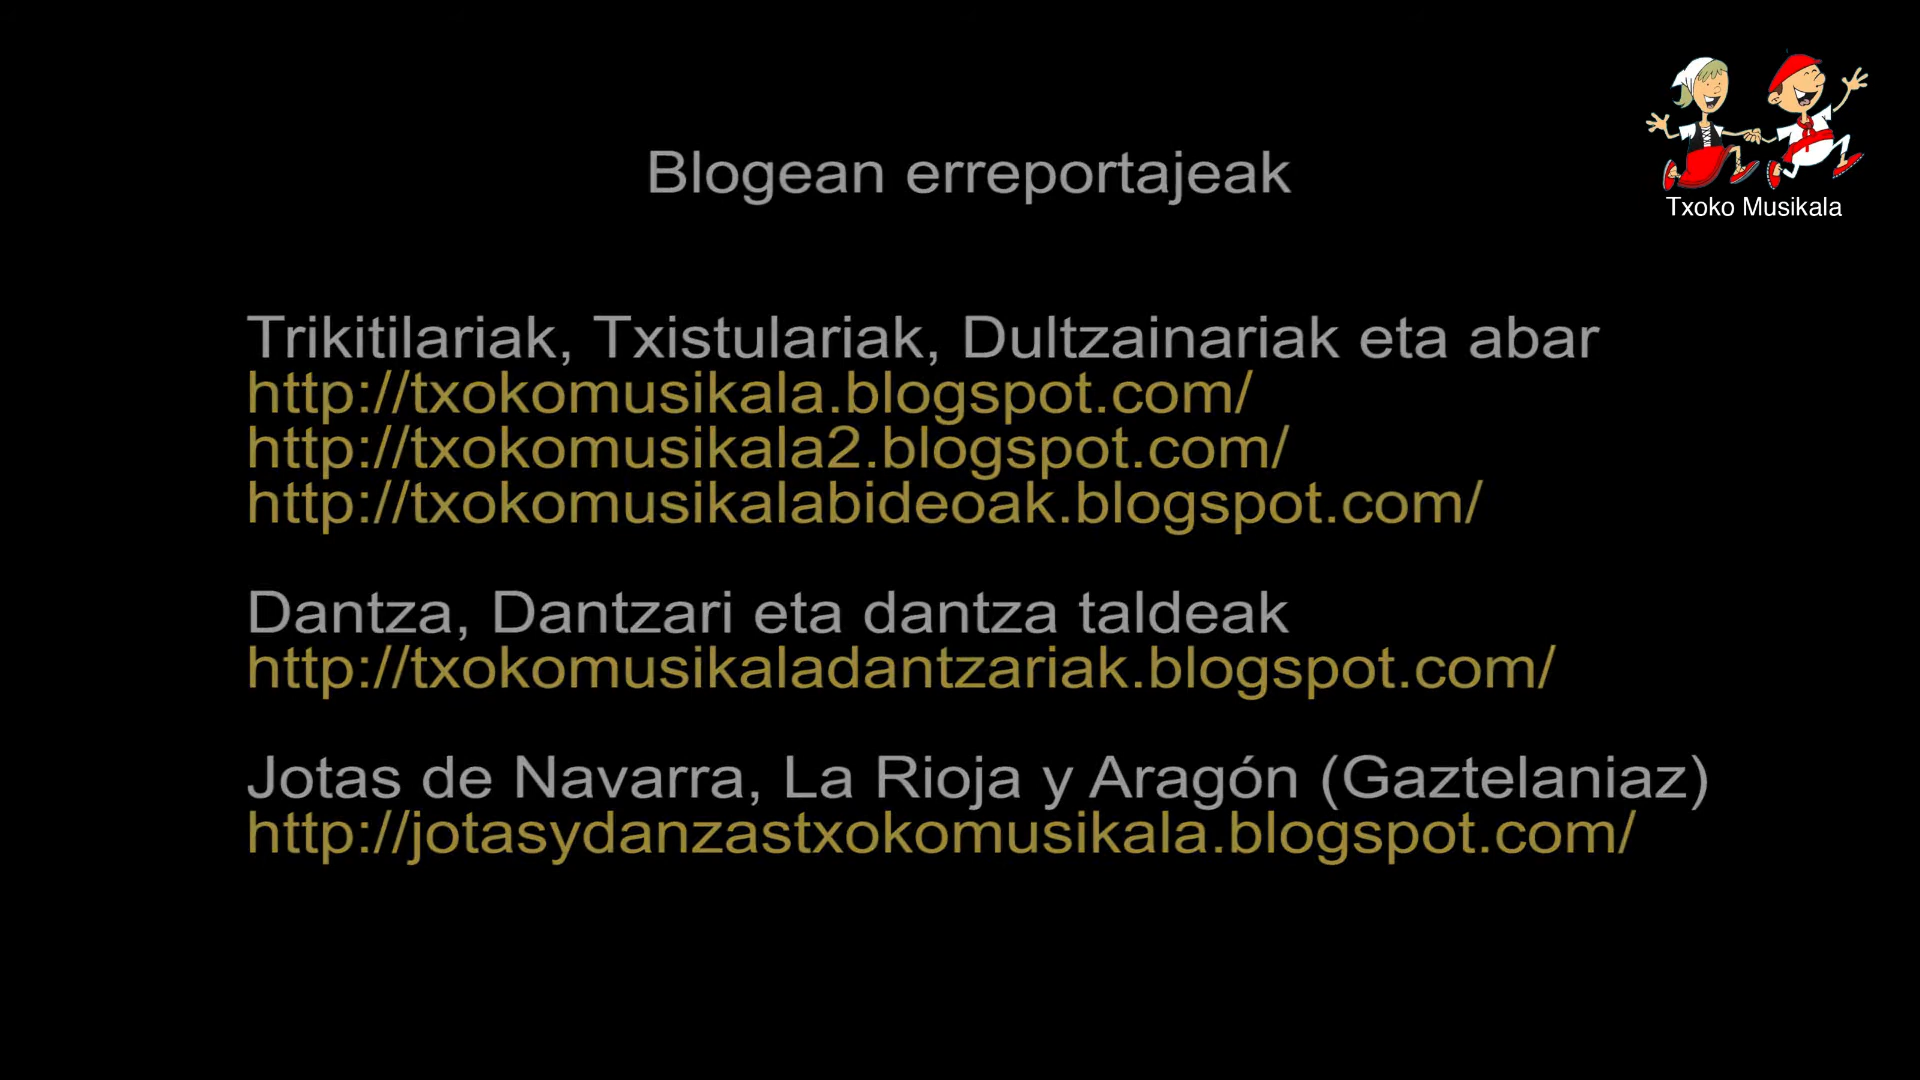 Blogean erreportajeak
Txoko Musikala
Trikitilariak, Txistulariak, Dultzainariak eta abar
http://txokomusikala.blogspot.com/
http://txokomusikala2.blogspot.com/
http://txokomusikalabideoak.blogspot.com/
Dantza, Dantzari eta dantza taldeak
http://txokomusikaladantzariak.blogspot.com/
Jotas de Navarra, La Rioja y Aragón (Gaztelaniaz)
http://jotasydanzastxokomusikala.blogspot.com/